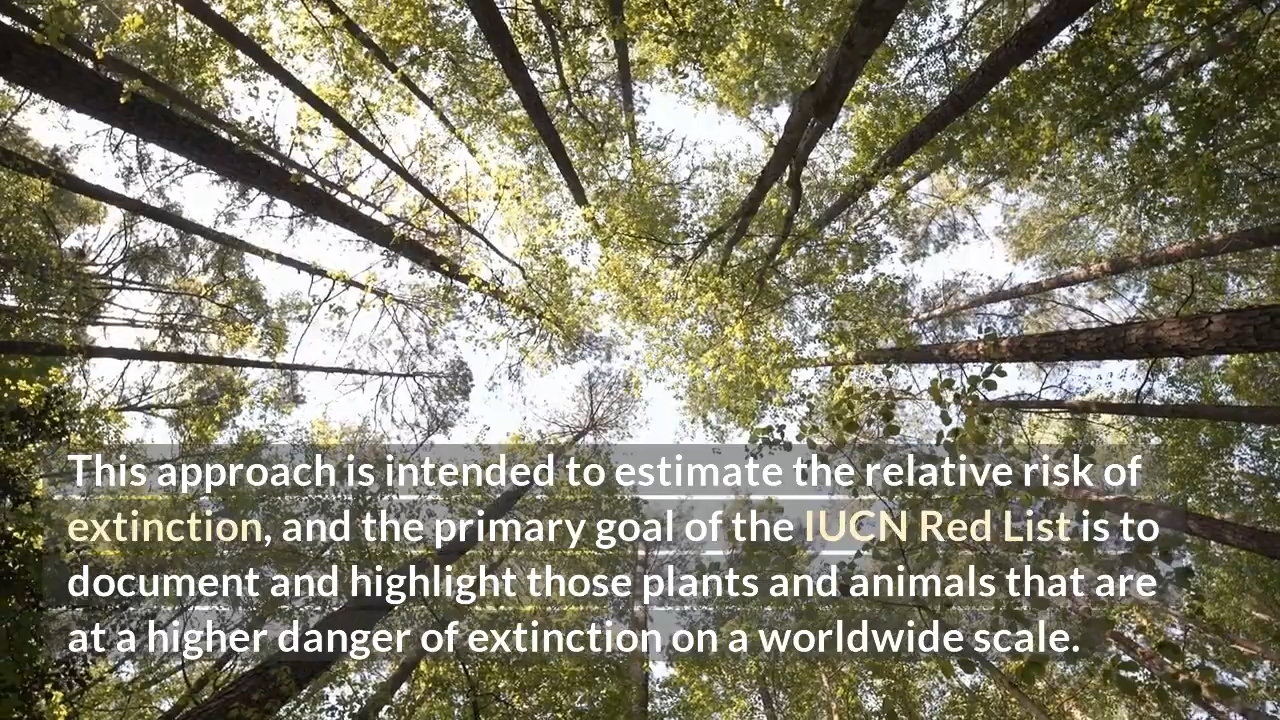 This approach is intended to estimate the relative risk of
extinction, and the primary goal of the IUCN Red List is to
document and highlight those plants and animals that are
at a higher danger of extinction on a worldwide scale.